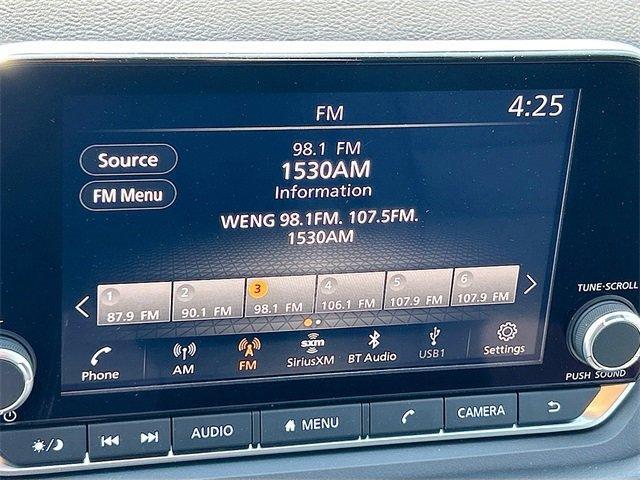 FM
4:25
Source
98.1 FM
1530AM
Information
FM Menu
WENG 98.1FM. 107.5FM.
1530AM
1 2 3 4 5 6
87.9 FM 90.1 FM 98.1 FM 106.1 FM 107.9 FM 107.9 FM
TUNE·SCROLL
Phone AM FM sxm SiriusXM BT Audio USB1 Settings
PUSH SOUND
AUDIO MENU CAMERA